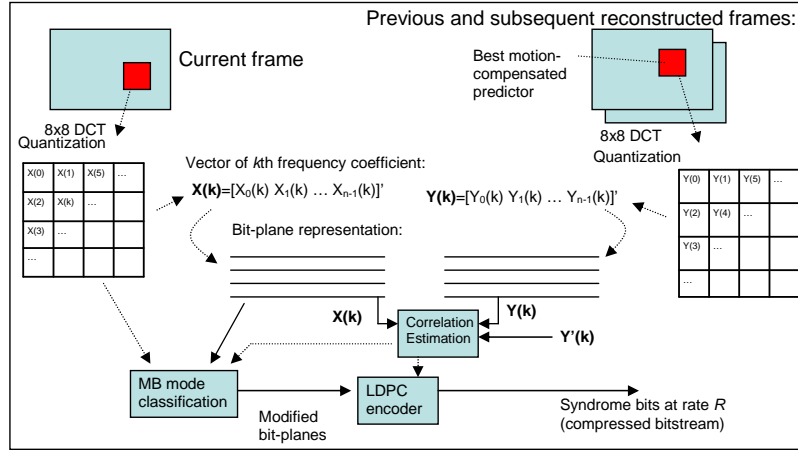 Previous and subsequent reconstructed frames:
Current frame
Best motion-
compensated
predictor
8x8 DCT
Quantization
8x8 DCT
Quantization
Vector of kth frequency coefficient:
X(k)=[X0(k) X1(k) … Xn-1(k)]’
Y(k)=[Y0(k) Y1(k) … Yn-1(k)]’
X(0) X(1) X(5) …
X(2) X(k) …
X(3) …
…
Y(0) Y(1) Y(5) …
Y(2) Y(4) …
Y(3) …
…
Bit-plane representation:
X(k)
Correlation
Estimation
Y(k)
Y’(k)
MB mode
classification
Modified
bit-planes
LDPC
encoder
Syndrome bits at rate R
(compressed bitstream)